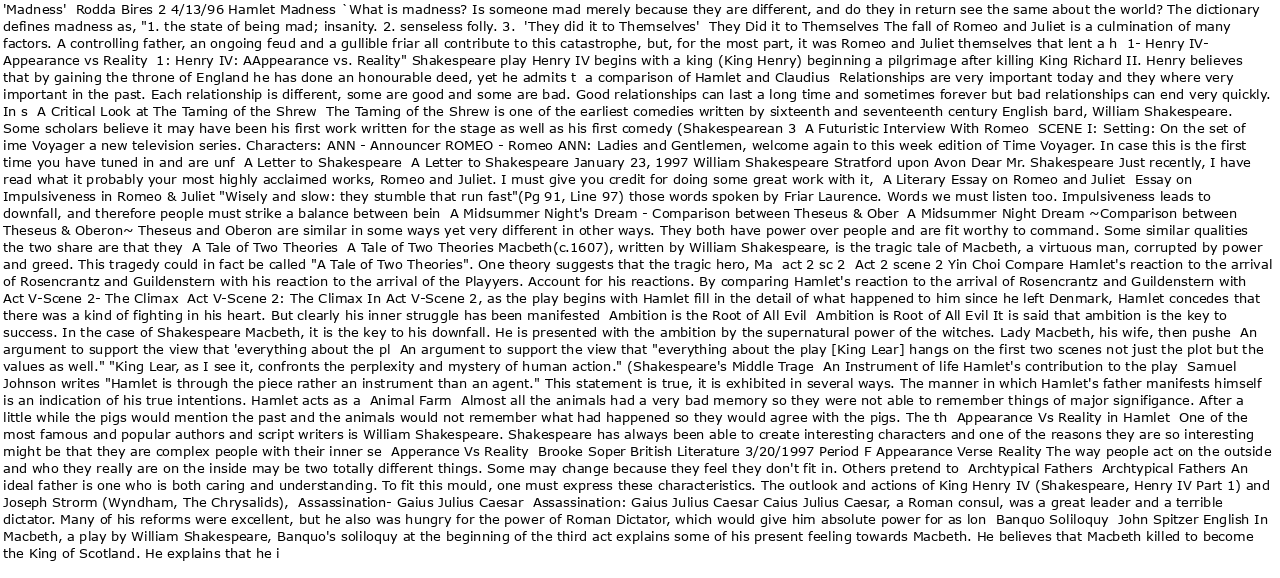 'Madness'  Rodda Bires 2 4/13/96 Hamlet Madness `What is madness? Is someone mad merely because they are different, and do they in return see the same about the world? The dictionary
defines madness as, "1. the state of being mad; insanity. 2. senseless folly. 3.  'They did it to Themselves'  They Did it to Themselves The fall of Romeo and Juliet is a culmination of many
factors. A controlling father, an ongoing feud and a gullible friar all contribute to this catastrophe, but, for the most part, it was Romeo and Juliet themselves that lent a h  1- Henry IV-
Appearance vs Reality  1: Henry IV: AAppearance vs. Reality" Shakespeare play Henry IV begins with a king (King Henry) beginning a pilgrimage after killing King Richard II. Henry believes
that by gaining the throne of England he has done an honourable deed, yet he admits t  a comparison of Hamlet and Claudius  Relationships are very important today and they where very
important in the past. Each relationship is different, some are good and some are bad. Good relationships can last a long time and sometimes forever but bad relationships can end very quickly.
In s  A Critical Look at The Taming of the Shrew  The Taming of the Shrew is one of the earliest comedies written by sixteenth and seventeenth century English bard, William Shakespeare.
Some scholars believe it may have been his first work written for the stage as well as his first comedy (Shakespearean 3  A Futuristic Interview With Romeo  SCENE I: Setting: On the set of
ime Voyager a new television series. Characters: ANN - Announcer ROMEO - Romeo ANN: Ladies and Gentlemen, welcome again to this week edition of Time Voyager. In case this is the first
time you have tuned in and are unf  A Letter to Shakespeare  A Letter to Shakespeare January 23, 1997 William Shakespeare Stratford upon Avon Dear Mr. Shakespeare Just recently, I have
read what it probably your most highly acclaimed works, Romeo and Juliet. I must give you credit for doing some great work with it,  A Literary Essay on Romeo and Juliet  Essay on
Impulsiveness in Romeo & Juliet "Wisely and slow: they stumble that run fast"(Pg 91, Line 97) those words spoken by Friar Laurence. Words we must listen too. Impulsiveness leads to
downfall, and therefore people must strike a balance between bein  A Midsummer Night's Dream - Comparison between Theseus & Ober  A Midsummer Night Dream ~Comparison between
Theseus & Oberon~ Theseus and Oberon are similar in some ways yet very different in other ways. They both have power over people and are fit worthy to command. Some similar qualities
the two share are that they  A Tale of Two Theories  A Tale of Two Theories Macbeth(c.1607), written by William Shakespeare, is the tragic tale of Macbeth, a virtuous man, corrupted by power
and greed. This tragedy could in fact be called "A Tale of Two Theories". One theory suggests that the tragic hero, Ma  act 2 sc 2  Act 2 scene 2 Yin Choi Compare Hamlet's reaction to the arrival
of Rosencrantz and Guildenstern with his reaction to the arrival of the Playyers. Account for his reactions. By comparing Hamlet's reaction to the arrival of Rosencrantz and Guildenstern with
Act V-Scene 2- The Climax  Act V-Scene 2: The Climax In Act V-Scene 2, as the play begins with Hamlet fill in the detail of what happened to him since he left Denmark, Hamlet concedes that
there was a kind of fighting in his heart. But clearly his inner struggle has been manifested  Ambition is the Root of All Evil  Ambition is Root of All Evil It is said that ambition is the key to
success. In the case of Shakespeare Macbeth, it is the key to his downfall. He is presented with the ambition by the supernatural power of the witches. Lady Macbeth, his wife, then pushe  An
argument to support the view that 'everything about the pl  An argument to support the view that "everything about the play [King Lear] hangs on the first two scenes not just the plot but the
values as well." "King Lear, as I see it, confronts the perplexity and mystery of human action." (Shakespeare's Middle Trage  An Instrument of life Hamlet's contribution to the play  Samuel
Johnson writes "Hamlet is through the piece rather an instrument than an agent." This statement is true, it is exhibited in several ways. The manner in which Hamlet's father manifests himself
is an indication of his true intentions. Hamlet acts as a  Animal Farm  Almost all the animals had a very bad memory so they were not able to remember things of major signifigance. After a
little while the pigs would mention the past and the animals would not remember what had happened so they would agree with the pigs. The th  Appearance Vs Reality in Hamlet  One of the
most famous and popular authors and script writers is William Shakespeare. Shakespeare has always been able to create interesting characters and one of the reasons they are so interesting
might be that they are complex people with their inner se  Apperance Vs Reality  Brooke Soper British Literature 3/20/1997 Period F Appearance Verse Reality The way people act on the outside
and who they really are on the inside may be two totally different things. Some may change because they feel they don't fit in. Others pretend to  Archtypical Fathers  Archtypical Fathers An
ideal father is one who is both caring and understanding. To fit this mould, one must express these characteristics. The outlook and actions of King Henry IV (Shakespeare, Henry IV Part 1) and
Joseph Strorm (Wyndham, The Chrysalids),  Assassination- Gaius Julius Caesar  Assassination: Gaius Julius Caesar Caius Julius Caesar, a Roman consul, was a great leader and a terrible
dictator. Many of his reforms were excellent, but he also was hungry for the power of Roman Dictator, which would give him absolute power for as lon  Banquo Soliloquy  John Spitzer English In
Macbeth, a play by William Shakespeare, Banquo's soliloquy at the beginning of the third act explains some of his present feeling towards Macbeth. He believes that Macbeth killed to become
the King of Scotland. He explains that he i